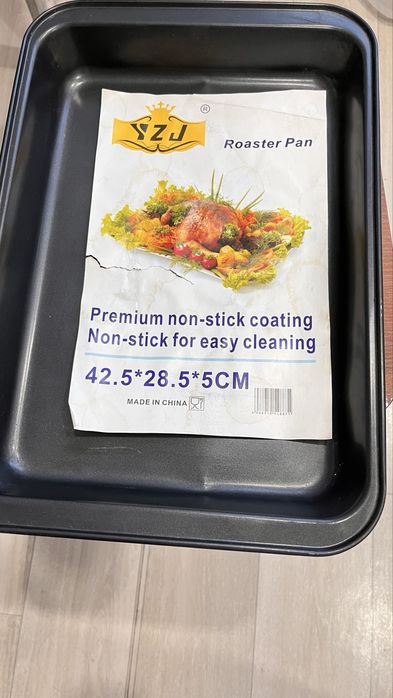 YZJ ®
Roaster Pan
Premium non-stick coating
Non-stick for easy cleaning
42.5*28.5*5CM
MADE IN CHINA